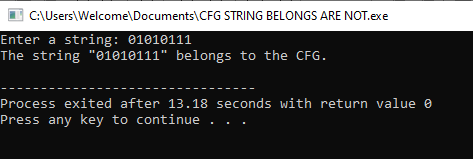 C:\Users\Welcome\Documents\CFG STRING BELONGS ARE NOT.exe
Enter a string: 01010111
The string "01010111" belongs to the CFG.
--------------------------------
Process exited after 13.18 seconds with return value 0
Press any key to continue . . .